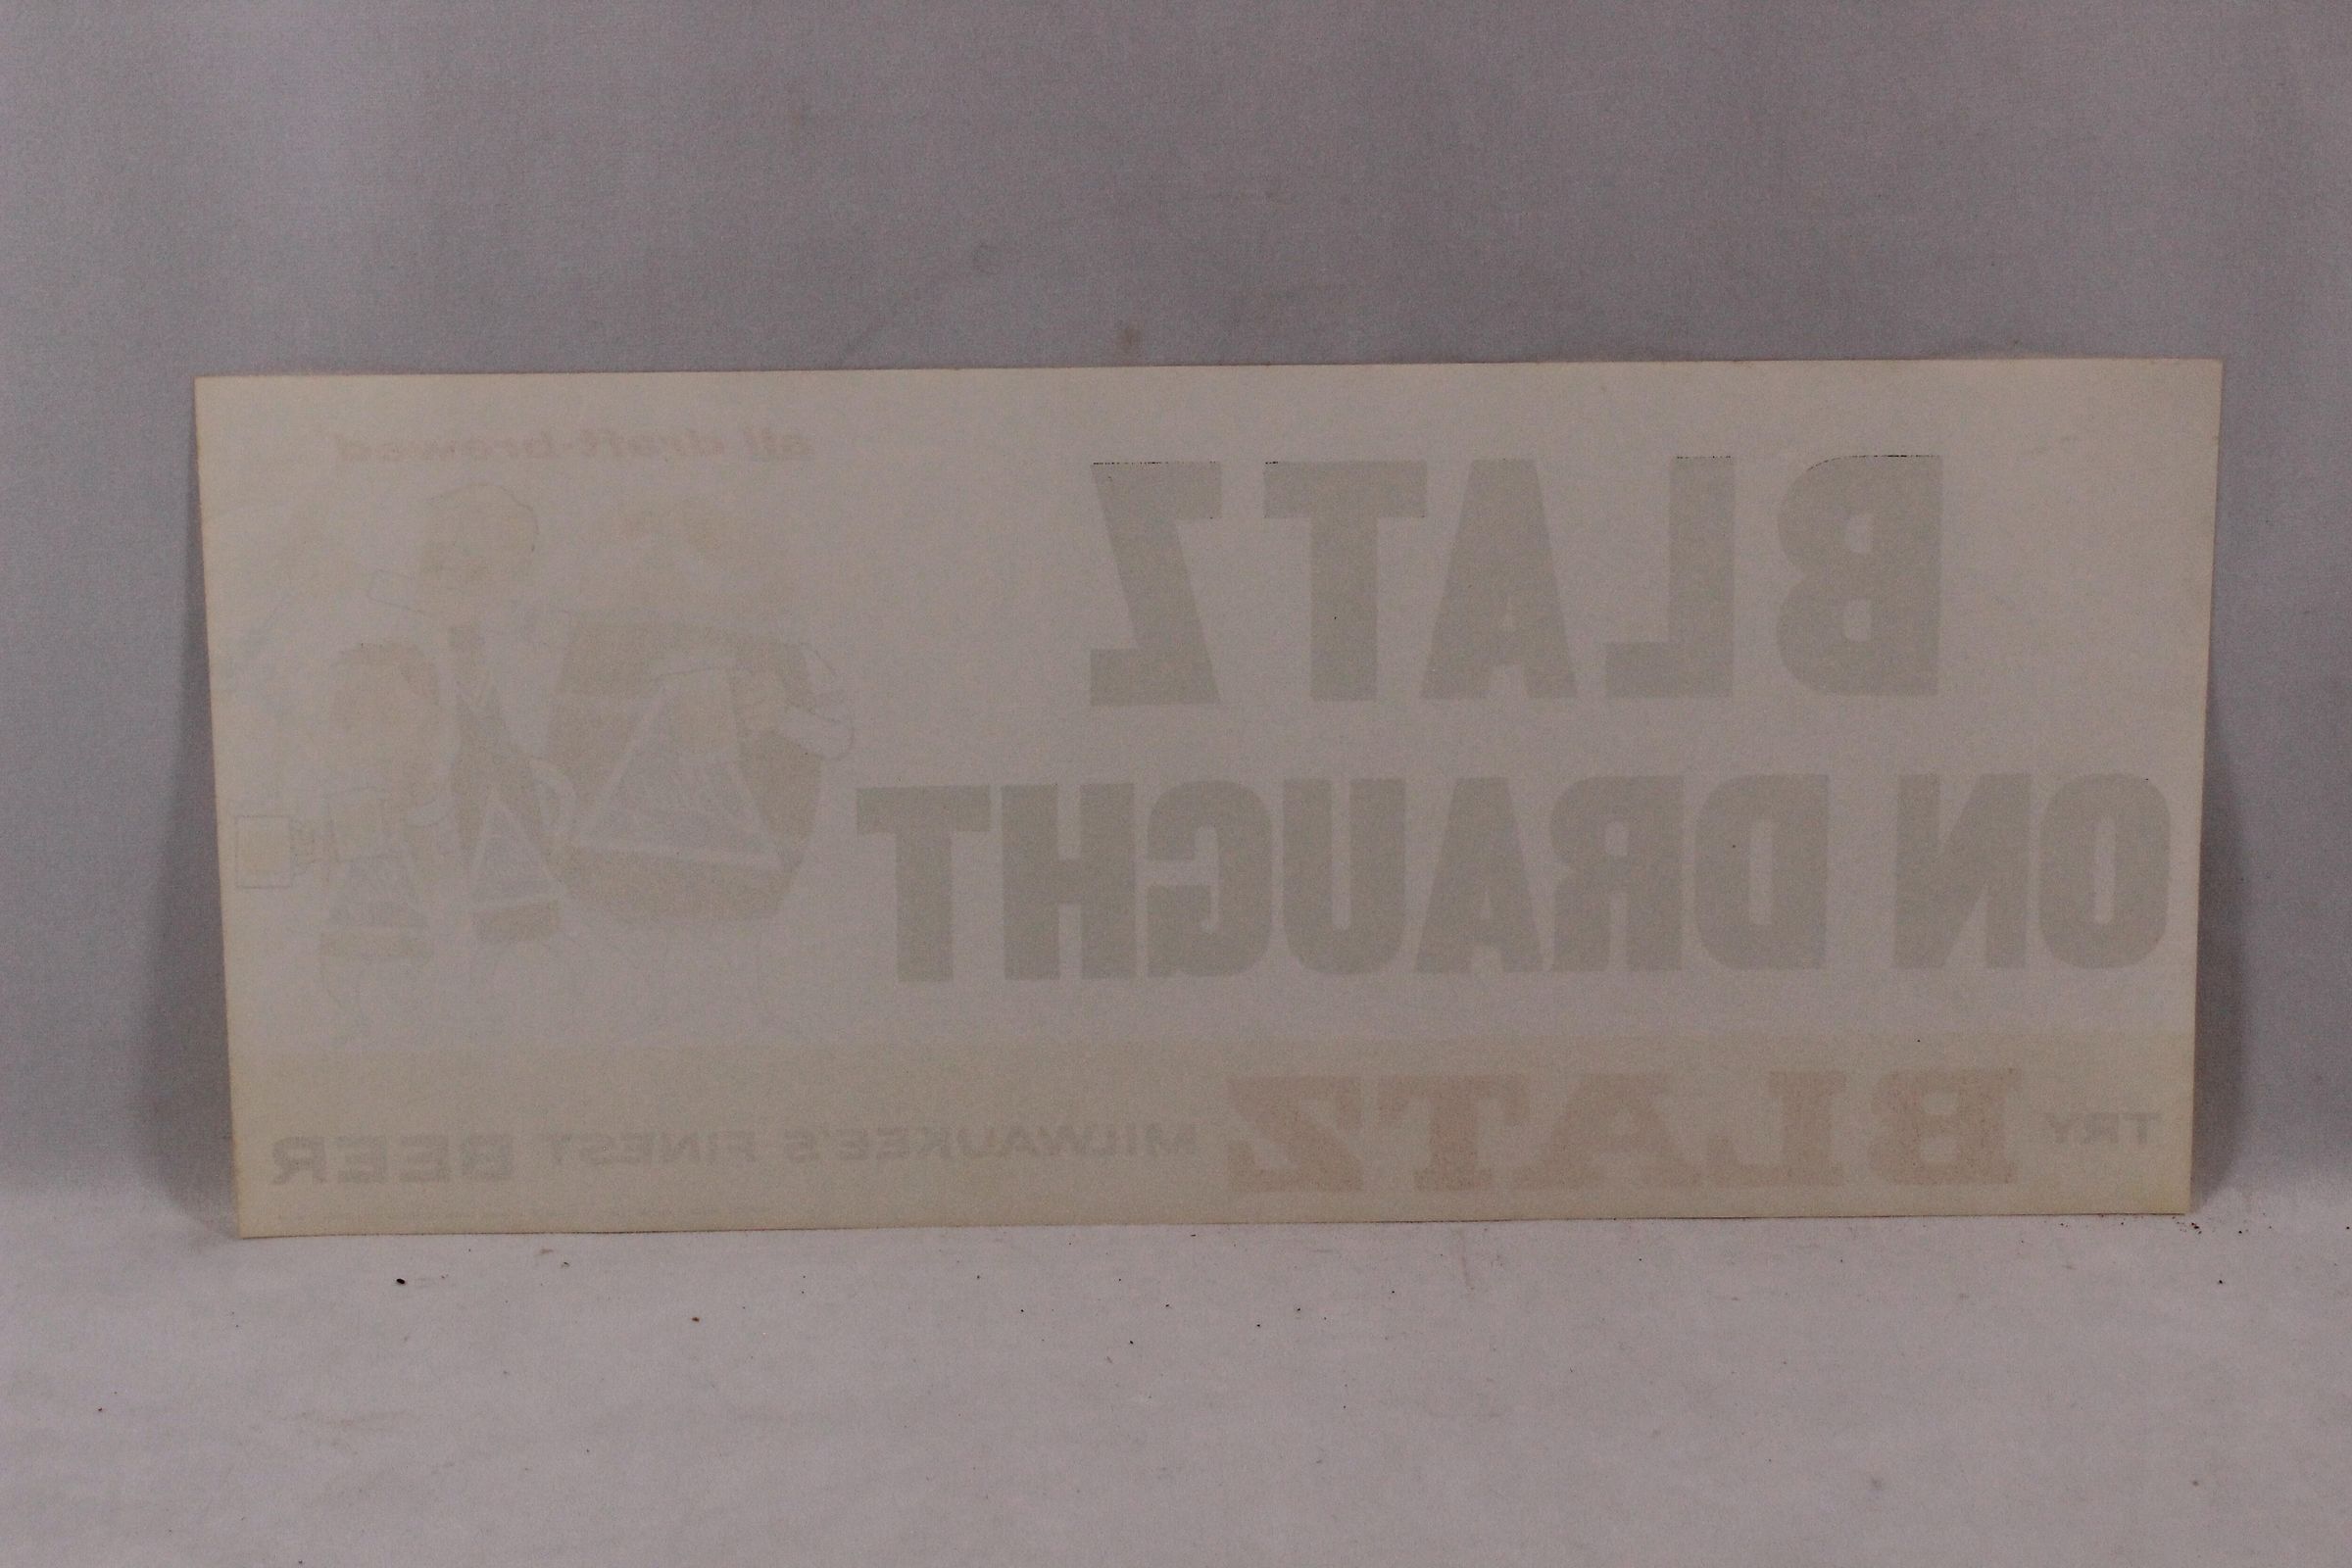 all draft-brewed
BLATZ
ON DRAUGHT
TRY BLATZ MILWAUKEE'S FINEST BEER